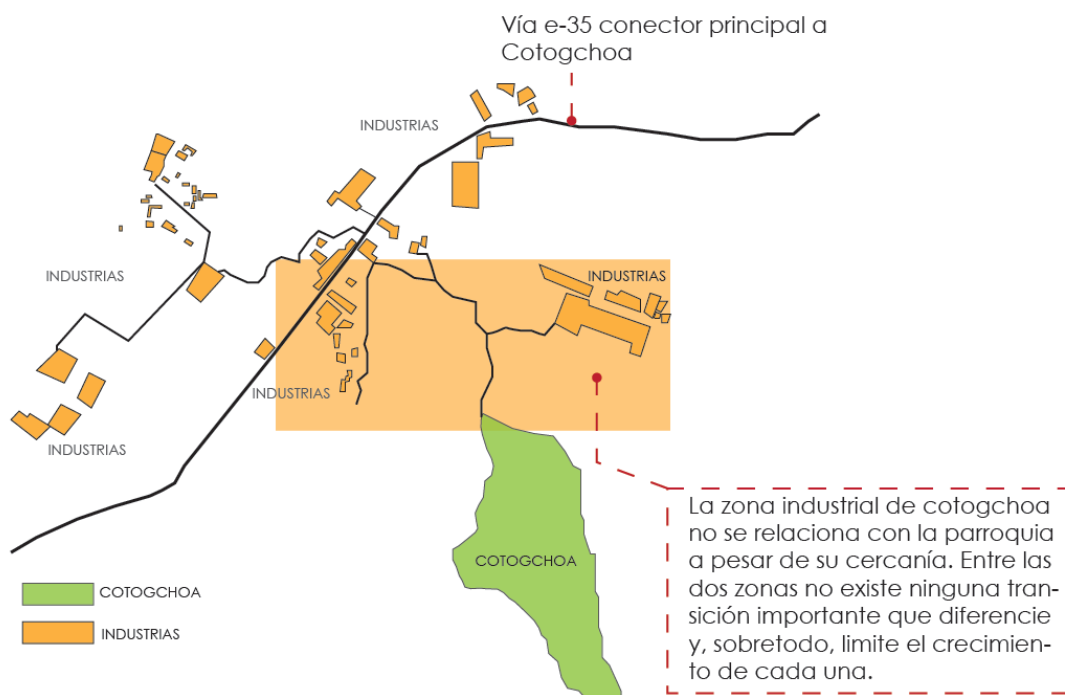 Vía e-35 conector principal a
Cotogchoa
INDUSTRIAS
INDUSTRIAS
INDUSTRIAS
INDUSTRIAS
INDUSTRIAS
COTOGCHOA
La zona industrial de cotogchoa
no se relaciona con la parroquia
a pesar de su cercanía. Entre las
dos zonas no existe ninguna tran-
sición importante que diferencie
y, sobretodo, limite el crecimien-
to de cada una.
COTOGCHOA
INDUSTRIAS